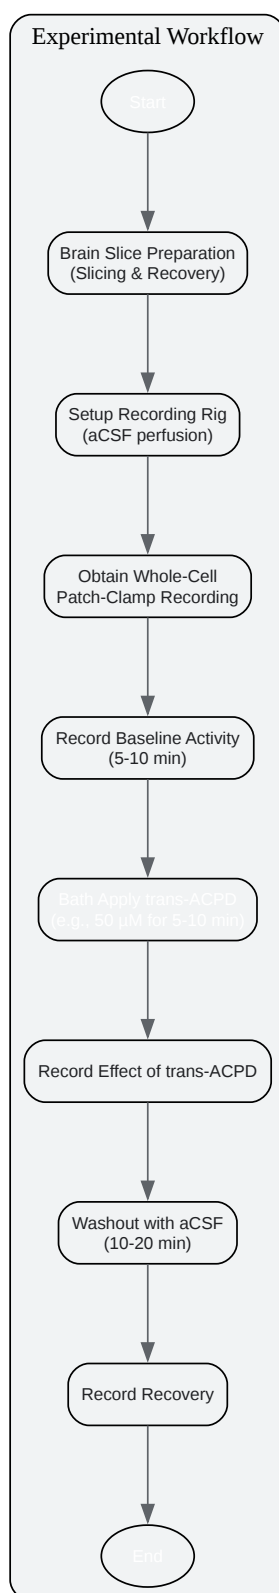 Experimental Workflow
Start
Brain Slice Preparation
(Slicing & Recovery)
Setup Recording Rig
(aCSF perfusion)
Obtain Whole-Cell
Patch-Clamp Recording
Record Baseline Activity
(5-10 min)
Bath Apply trans-ACPD
(e.g., 50 µM for 5-10 min)
Record Effect of trans-ACPD
Washout with aCSF
(10-20 min)
Record Recovery
End